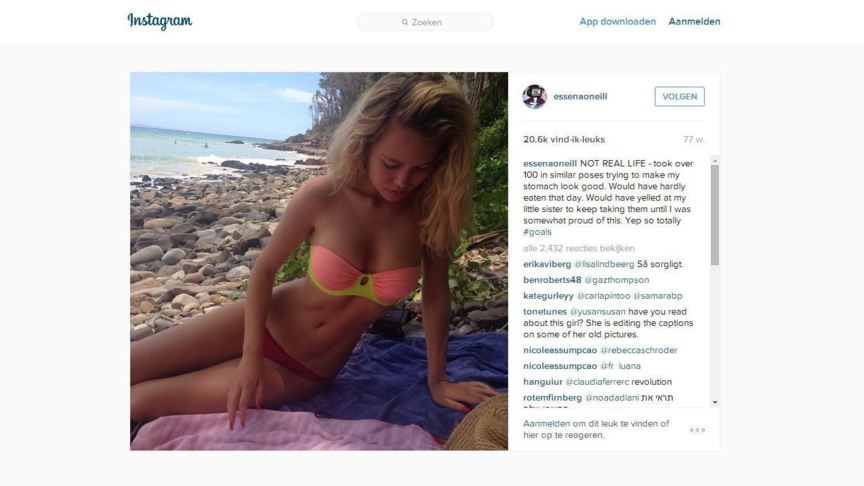 Instagram
Zoeken
App downloaden
Aanmelden
essenaoneill
VOLGEN
20.6k vind-ik-leuks
77 w.
essenaoneill NOT REAL LIFE - took over
100 in similar poses trying to make my
stomach look good. Would have hardly
eaten that day. Would have yelled at my
little sister to keep taking them until I was
somewhat proud of this. Yep so totally
#goals
alle 2,432 reacties bekijken
erikaviberg @lisalindbeerg Så sorgligt.
benroberts48 @gazthompson
kategurleyy @carlapintoo @samarabp
tonetunes @yusansusan have you read
about this girl? She is editing the captions
on some of her old pictures.
nicoleassumpcao @rebeccaschroder
nicoleassumpcao @fr_luana
hanguiur @claudiaferrerc revolution
rotemfirnberg @noadadiani תראי את
Aanmelden om dit leuk te vinden of
hier op te reageren.